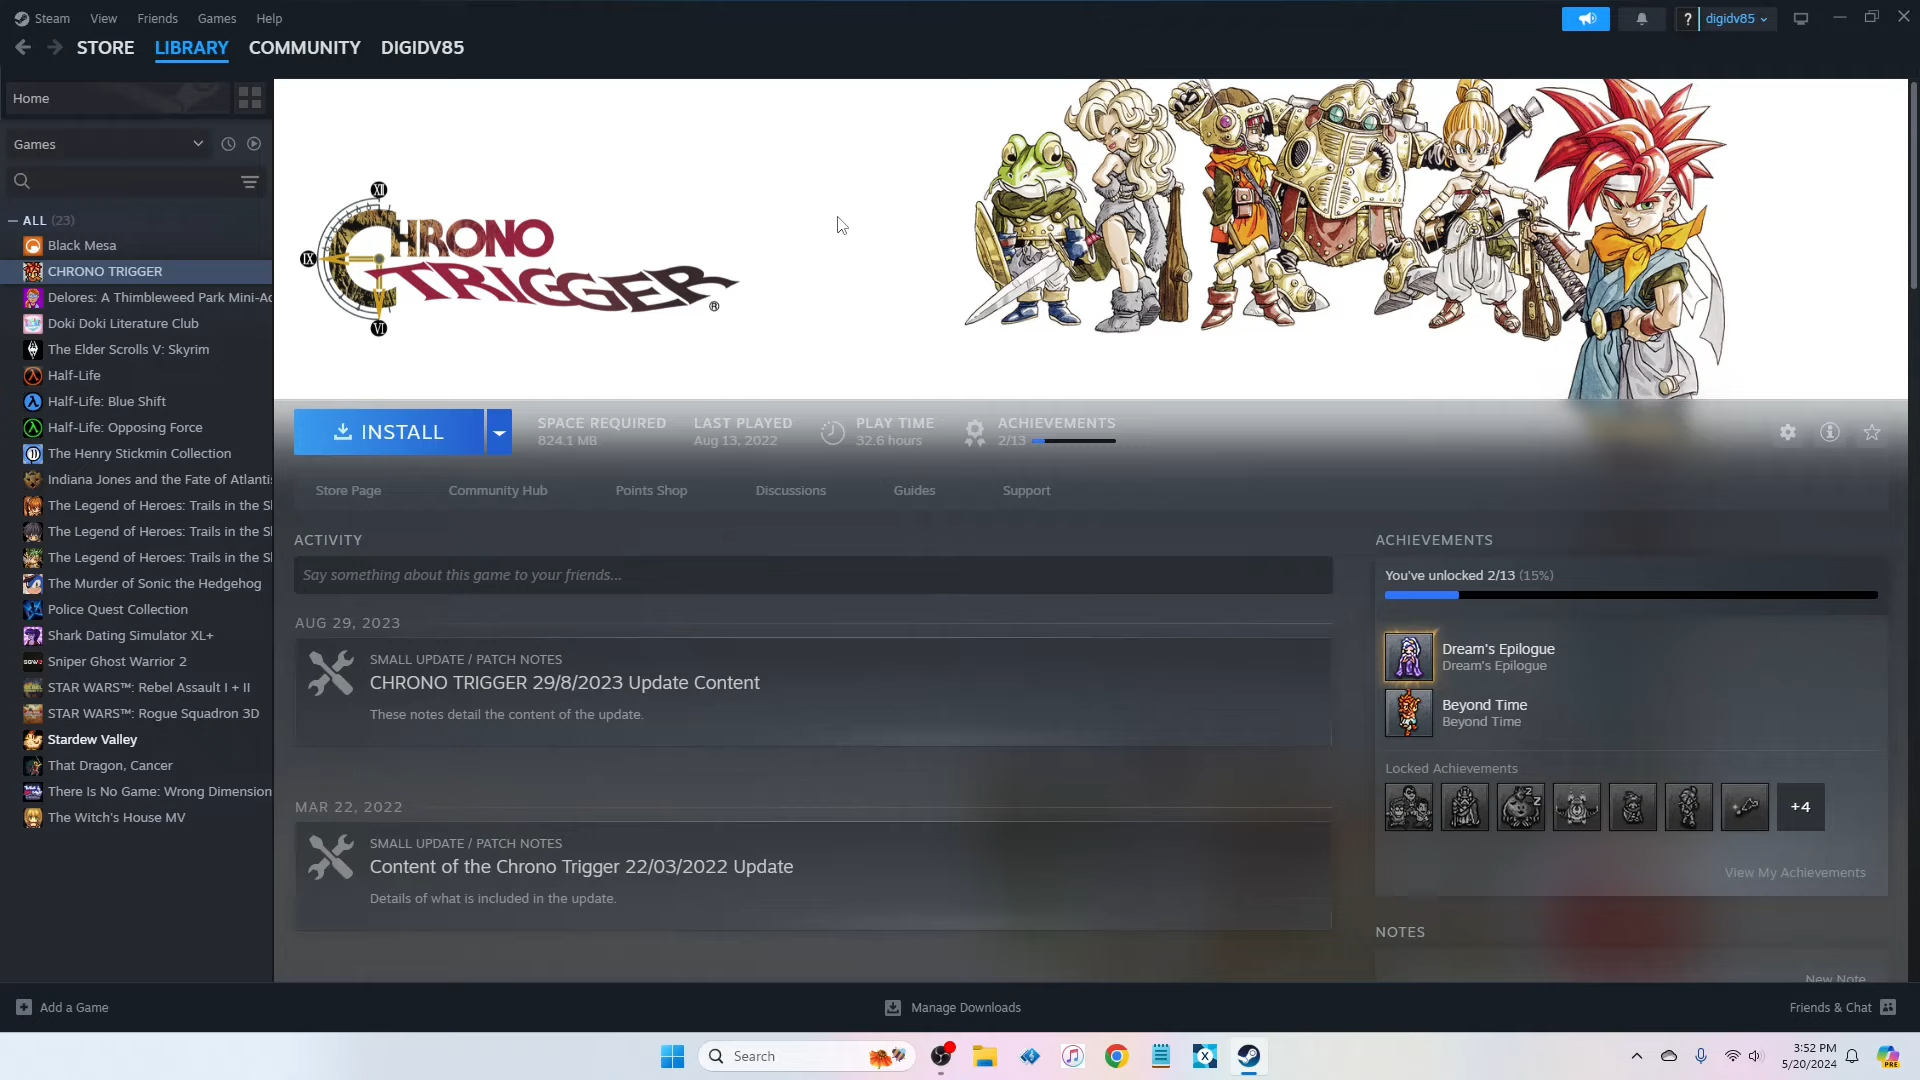 Steam View Friends Games Help
digidv85
STORE LIBRARY COMMUNITY DIGIDV85
Home
Games
ALL (23)
Black Mesa
CHRONO TRIGGER
Delores: A Thimbleweed Park Mini-Ad
Doki Doki Literature Club
The Elder Scrolls V: Skyrim
Half-Life
Half-Life: Blue Shift
Half-Life: Opposing Force
The Henry Stickmin Collection
Indiana Jones and the Fate of Atlantis
The Legend of Heroes: Trails in the Sk
The Legend of Heroes: Trails in the Sk
The Legend of Heroes: Trails in the Sk
The Murder of Sonic the Hedgehog
Police Quest Collection
Shark Dating Simulator XL+
Sniper Ghost Warrior 2
STAR WARS™: Rebel Assault I + II
STAR WARS™: Rogue Squadron 3D
Stardew Valley
That Dragon, Cancer
There Is No Game: Wrong Dimension
The Witch's House MV
XII
IX
VI
CHRONO
TRIGGER®
INSTALL
SPACE REQUIRED
824.1 MB
LAST PLAYED
Aug 13, 2022
PLAY TIME
32.6 hours
ACHIEVEMENTS
2/13
Store Page Community Hub Points Shop Discussions Guides Support
ACTIVITY
Say something about this game to your friends...
AUG 29, 2023
SMALL UPDATE / PATCH NOTES
CHRONO TRIGGER 29/8/2023 Update Content
These notes detail the content of the update.
MAR 22, 2022
SMALL UPDATE / PATCH NOTES
Content of the Chrono Trigger 22/03/2022 Update
Details of what is included in the update.
ACHIEVEMENTS
You've unlocked 2/13 (15%)
Dream's Epilogue
Dream's Epilogue
Beyond Time
Beyond Time
Locked Achievements
+4
View My Achievements
NOTES
New Note
Add a Game
Manage Downloads
Friends & Chat
Search
3:52 PM
5/20/2024
PRE